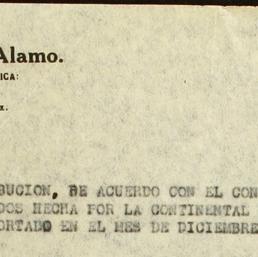 Alamo.
ICA:
x.
BUCION, DE ACUERDO CON EL CON
DOS HECHA POR LA CONTINENTAL
ORTADO EN EL MES DE DICIEMBRE